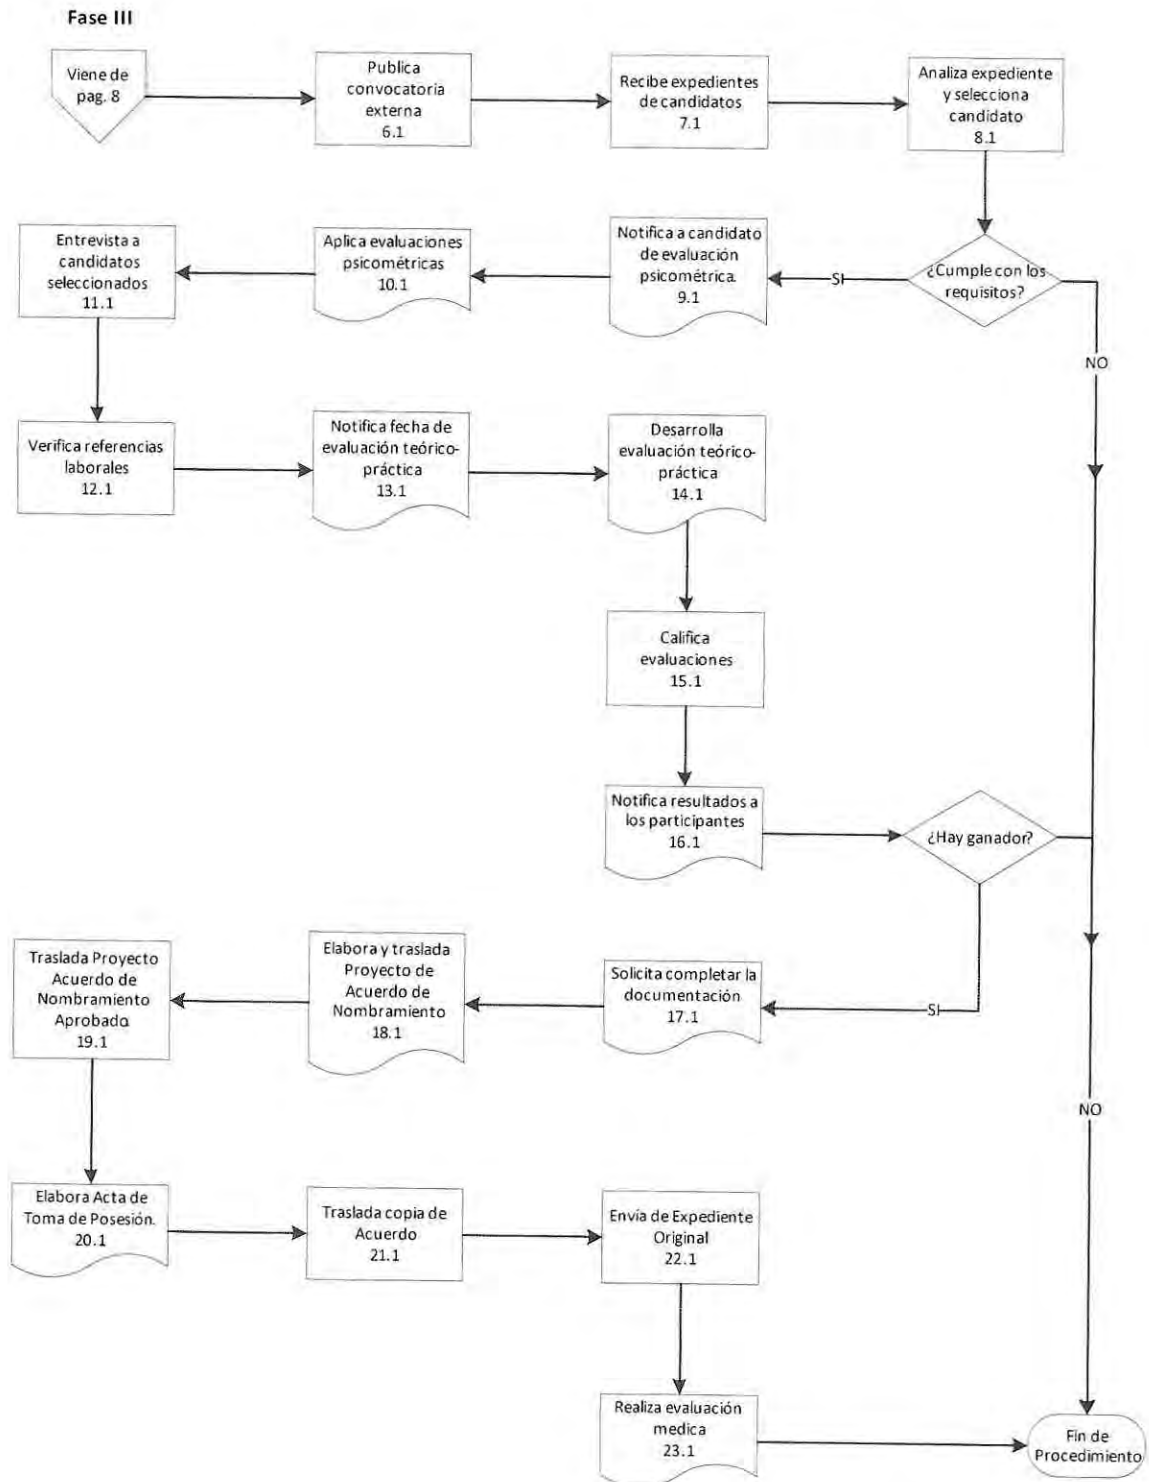 Fase III
Viene de
pag. 8
Publica
convocatoria
externa
6.1
Recibe expedientes
de candidatos
7.1
Analiza expediente
y selecciona
candidato
8.1
¿Cumple con los
requisitos?
SI
NO
Notifica a candidato
de evaluación
psicométrica.
9.1
Aplica evaluaciones
psicométricas
10.1
Entrevista a
candidatos
seleccionados
11.1
Verifica referencias
laborales
12.1
Notifica fecha de
evaluación teórico-
práctica
13.1
Desarrolla
evaluación teórico-
práctica
14.1
Califica
evaluaciones
15.1
Notifica resultados a
los participantes
16.1
¿Hay ganador?
SI
NO
Solicita completar la
documentación
17.1
Elabora y traslada
Proyecto de
Acuerdo de
Nombramiento
18.1
Traslada Proyecto
Acuerdo de
Nombramiento
Aprobado.
19.1
Elabora Acta de
Toma de Posesión.
20.1
Traslada copia de
Acuerdo
21.1
Envía de Expediente
Original
22.1
Realiza evaluación
medica
23.1
Fin de
Procedimiento